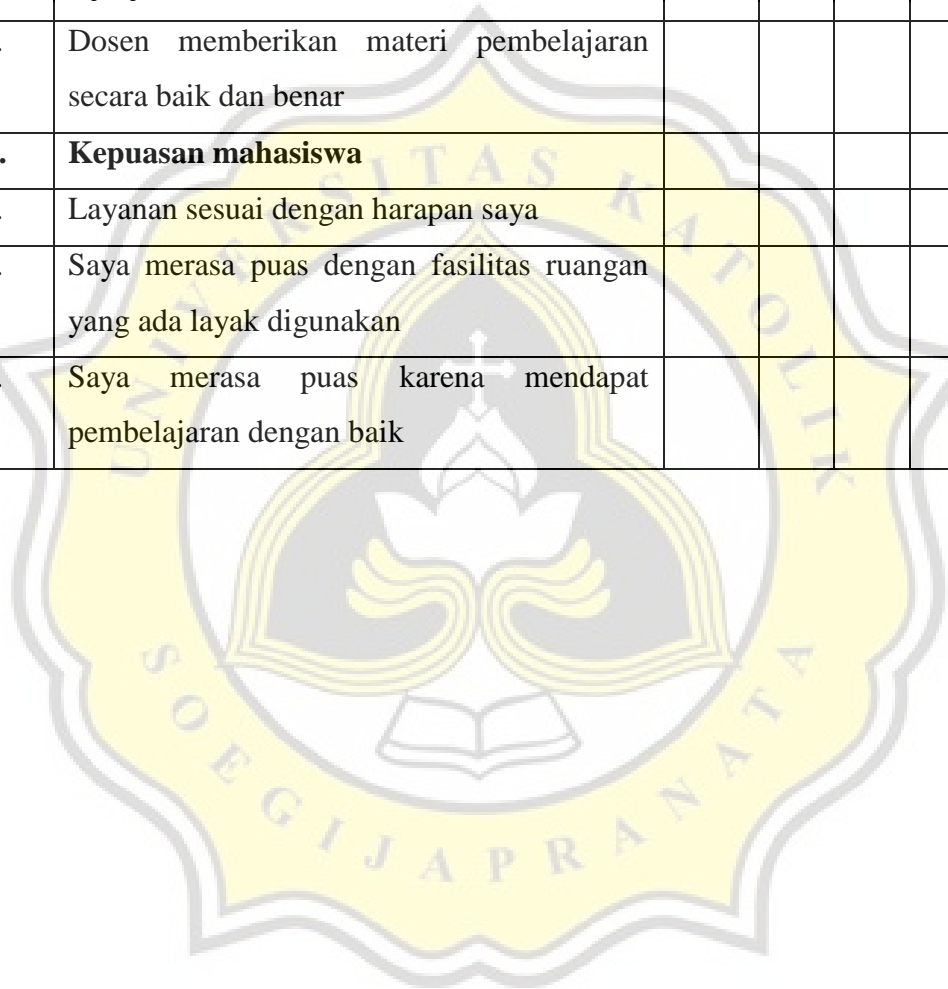 . Dosen memberikan materi pembelajaran
secara baik dan benar
. Kepuasan mahasiswa
. Layanan sesuai dengan harapan saya
. Saya merasa puas dengan fasilitas ruangan
yang ada layak digunakan
. Saya merasa puas karena mendapat
pembelajaran dengan baik
UNIVERSITAS KATOLIK
SOEGIJAPRANATA